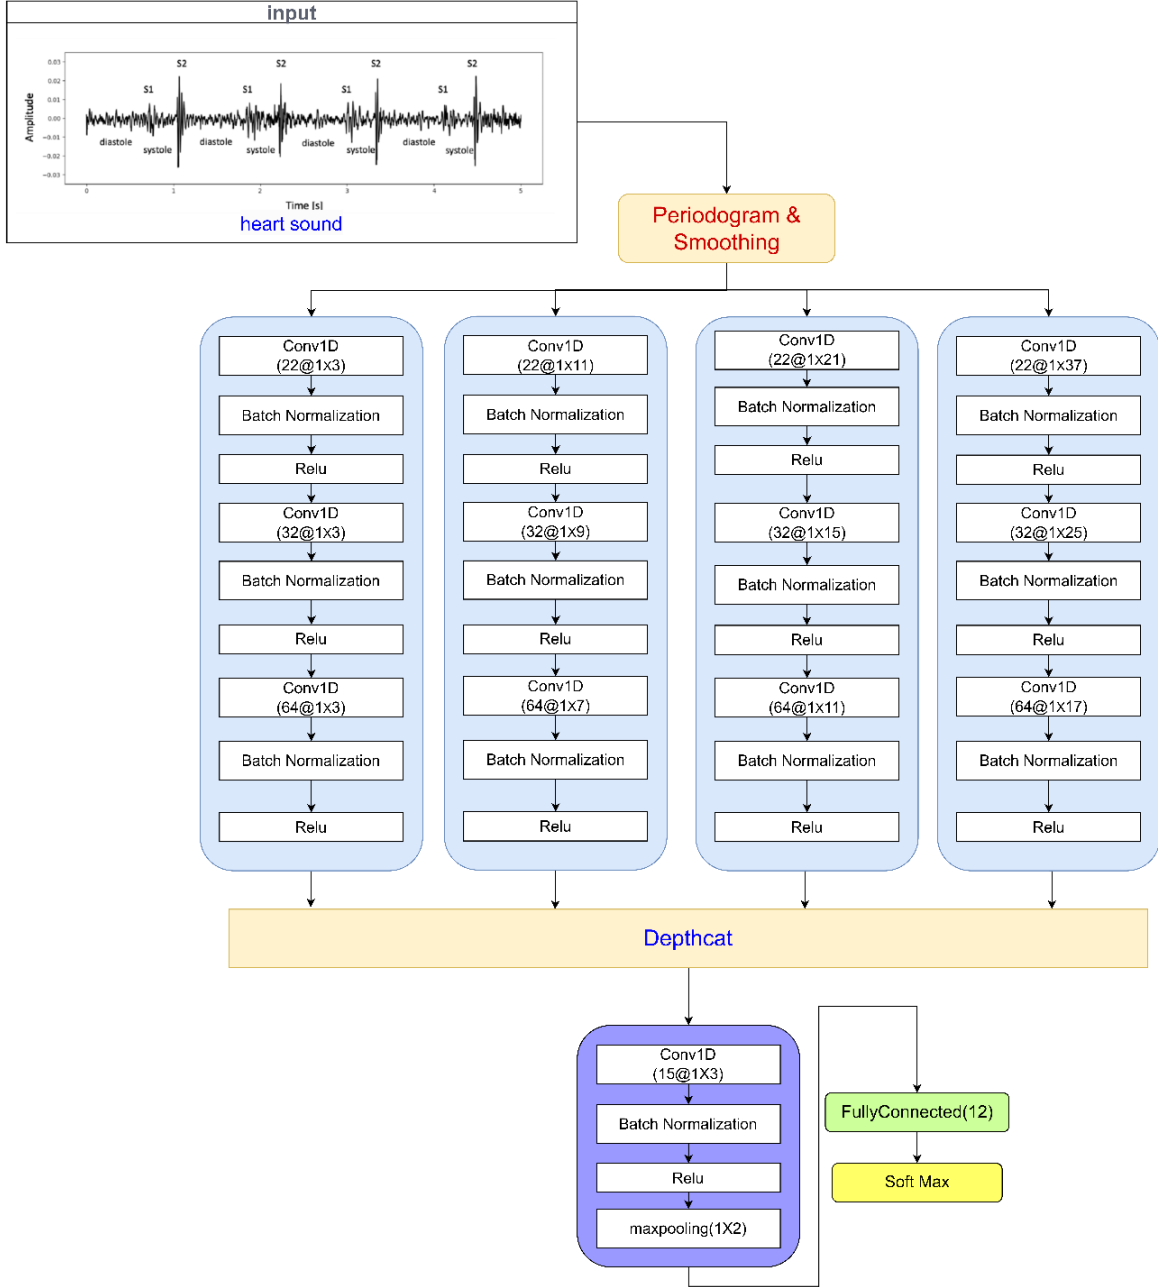 input
S2 S2 S2 S2
S1 S1 S1 S1
0.03
0.02
0.01
0.00
−0.01
−0.02
−0.03
Amplitude
diastole diastole diastole diastole
systole systole systole systole
0 1 2 3 4 5
Time [s]
heart sound
Periodogram &
Smoothing
Conv1D
(22@1X3)
Batch Normalization
Relu
Conv1D
(32@1X3)
Batch Normalization
Relu
Conv1D
(64@1X3)
Batch Normalization
Relu
Conv1D
(22@1X11)
Batch Normalization
Relu
Conv1D
(32@1X9)
Batch Normalization
Relu
Conv1D
(64@1X7)
Batch Normalization
Relu
Conv1D
(22@1X21)
Batch Normalization
Relu
Conv1D
(32@1X15)
Batch Normalization
Relu
Conv1D
(64@1X11)
Batch Normalization
Relu
Conv1D
(22@1X37)
Batch Normalization
Relu
Conv1D
(32@1X25)
Batch Normalization
Relu
Conv1D
(64@1X17)
Batch Normalization
Relu
Depthcat
Conv1D
(15@1X3)
Batch Normalization
Relu
maxpooling(1X2)
FullyConnected(12)
Soft Max